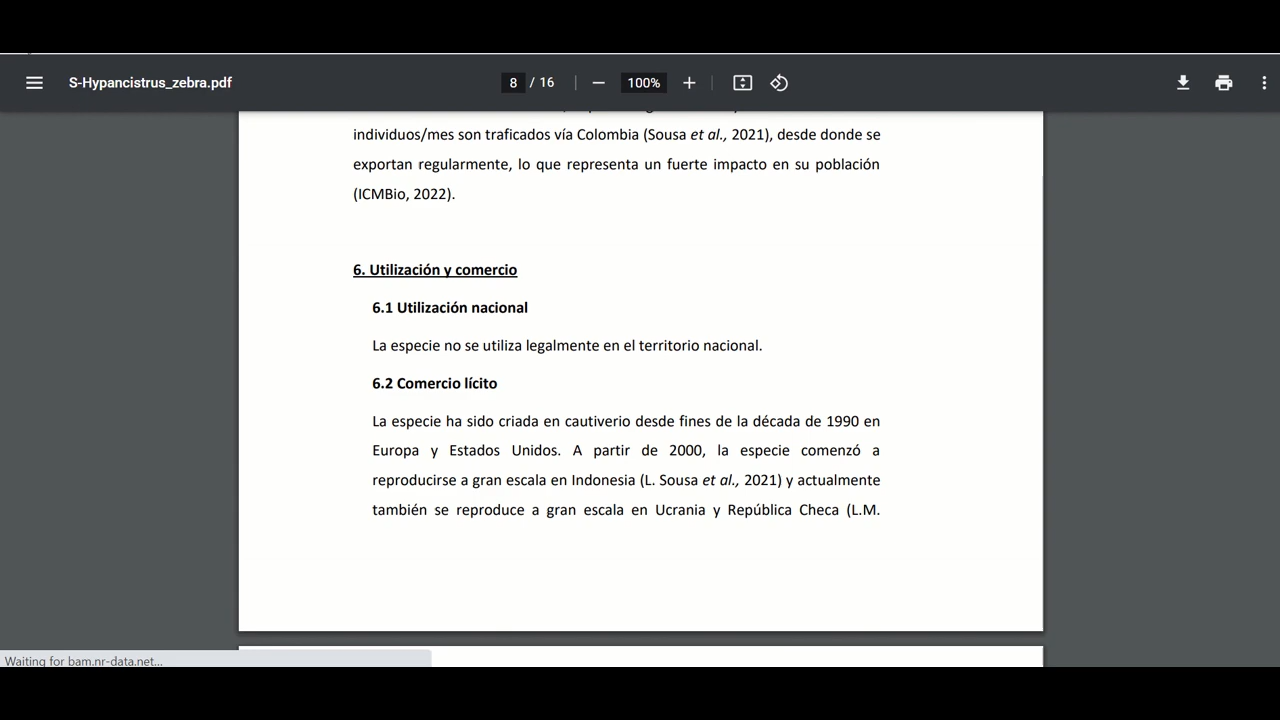 S-Hypancistrus_zebra.pdf
8 / 16
100%
individuos/mes son traficados vía Colombia (Sousa et al., 2021), desde donde se
exportan regularmente, lo que representa un fuerte impacto en su población
(ICMBio, 2022).
6. Utilización y comercio
6.1 Utilización nacional
La especie no se utiliza legalmente en el territorio nacional.
6.2 Comercio lícito
La especie ha sido criada en cautiverio desde fines de la década de 1990 en
Europa y Estados Unidos. A partir de 2000, la especie comenzó a
reproducirse a gran escala en Indonesia (L. Sousa et al., 2021) y actualmente
también se reproduce a gran escala en Ucrania y República Checa (L.M.
Waiting for bam.nr-data.net...